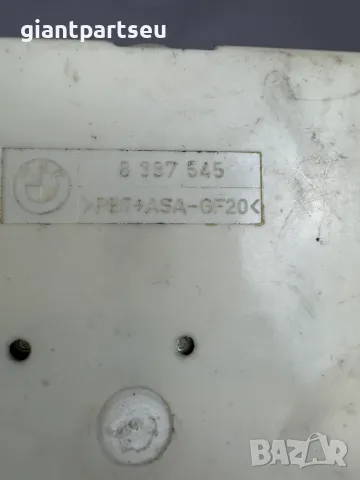 giantpartseu
8 387 545
>PBT+ASA-GF20<
BAZAR